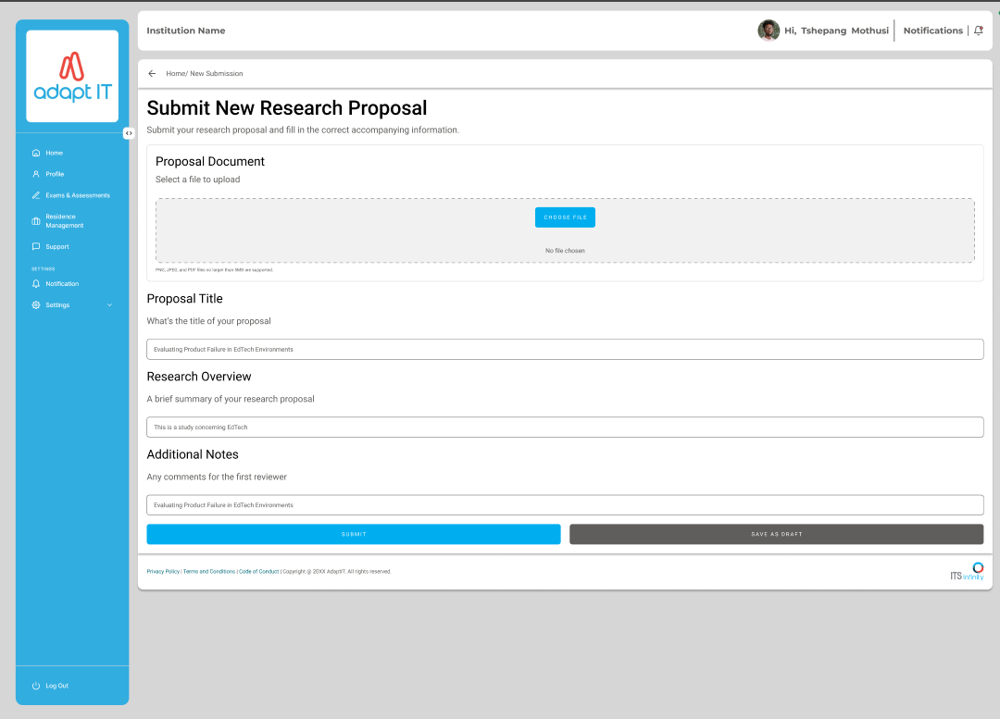 adapt IT
Home
Profile
Exams & Assessments
Residence
Management
Support
SETTINGS
Notification
Settings
Log Out
Institution Name
Hi, Tshepang Mothusi
Notifications
Home/ New Submission
Submit New Research Proposal
Submit your research proposal and fill in the correct accompanying information.
Proposal Document
Select a file to upload
CHOOSE FILE
No file chosen
PNG, JPEG, and PDF files no larger than 5MB are supported.
Proposal Title
What's the title of your proposal
Evaluating Product Failure in EdTech Environments
Research Overview
A brief summary of your research proposal
This is a study concerning EdTech
Additional Notes
Any comments for the first reviewer
Evaluating Product Failure in EdTech Environments
SUBMIT
SAVE AS DRAFT
Privacy Policy | Terms and Conditions | Code of Conduct | Copyright @ 20XX AdaptIT. All rights reserved.
ITS Infinity